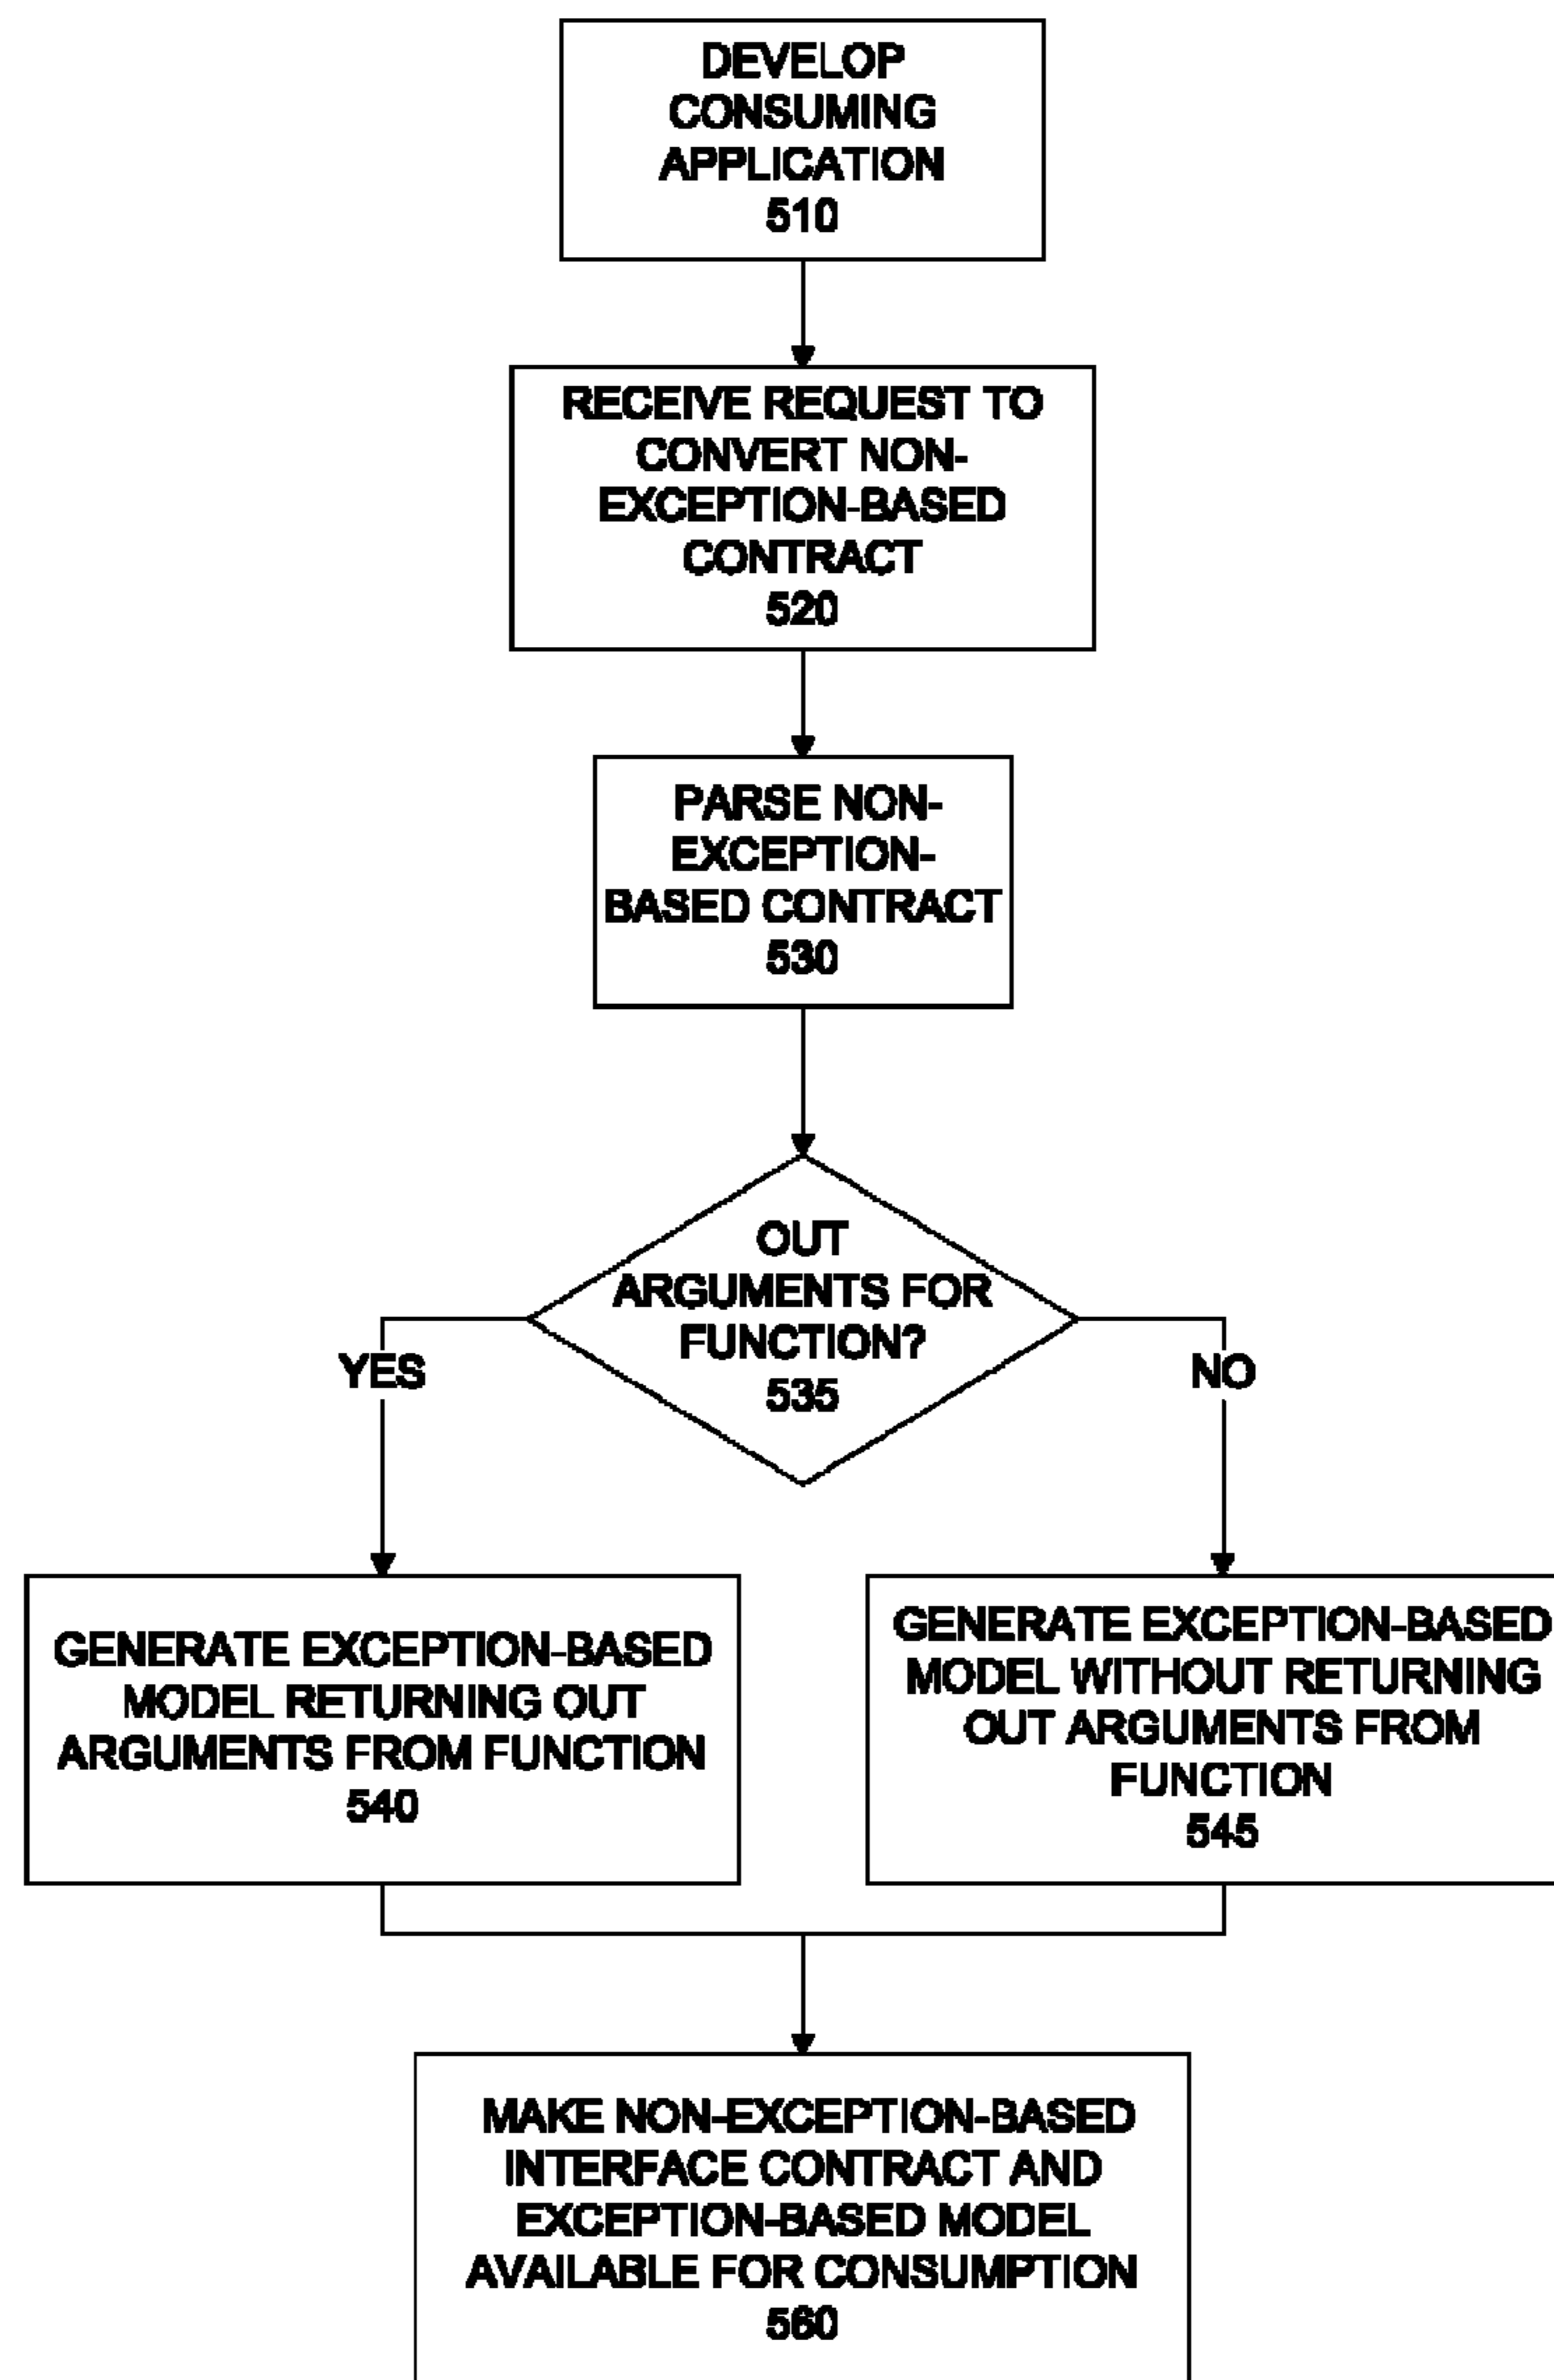 DEVELOP
CONSUMING
APPLICATION
510
RECEIVE REQUEST TO
CONVERT NON-
EXCEPTION-BASED
CONTRACT
520
PARSE NON-
EXCEPTION-
BASED CONTRACT
530
OUT
ARGUMENTS FOR
FUNCTION?
535
YES
NO
GENERATE EXCEPTION-BASED
MODEL RETURNING OUT
ARGUMENTS FROM FUNCTION
540
GENERATE EXCEPTION-BASED
MODEL WITHOUT RETURNING
OUT ARGUMENTS FROM
FUNCTION
545
MAKE NON-EXCEPTION-BASED
INTERFACE CONTRACT AND
EXCEPTION-BASED MODEL
AVAILABLE FOR CONSUMPTION
560